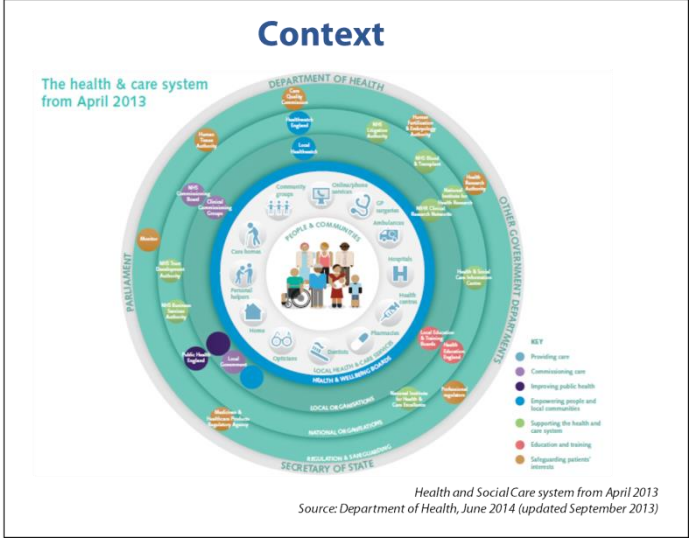 Context
The health & care system
from April 2013
DEPARTMENT OF HEALTH
OTHER GOVERNMENT DEPARTMENTS
SECRETARY OF STATE
PARLIAMENT
Care
Quality
Commission
Healthwatch
England
Local
Healthwatch
NHS
Litigation
Authority
Human
Fertilisation
& Embryology
Authority
NHS Blood
& Transplant
Health
Research
Authority
National
Institute for
Health Research
NIHR Clinical
Research Networks
Health & Social
Care Information
Centre
Local Education
& Training
Boards
Health
Education
England
Professional
regulators
National Institute
for Health &
Care Excellence
Medicines &
Healthcare Products
Regulatory Agency
Public Health
England
Local
Government
NHS Business
Services
Authority
NHS Trust
Development
Authority
Monitor
NHS
Commissioning
Board
Clinical
Commissioning
Groups
Human
Tissue
Authority
PEOPLE & COMMUNITIES
Community
groups
Online/phone
services
GP
surgeries
Ambulances
Hospitals
H
Health
centres
Pharmacies
Dentists
Opticians
Home
Personal
helpers
Care homes
LOCAL HEALTH & CARE SERVICES
HEALTH & WELLBEING BOARDS
LOCAL ORGANISATIONS
NATIONAL ORGANISATIONS
REGULATION & SAFEGUARDING
KEY
Providing care
Commissioning care
Improving public health
Empowering people and
local communities
Supporting the health and
care system
Education and training
Safeguarding patients'
interests
Health and Social Care system from April 2013
Source: Department of Health, June 2014 (updated September 2013)